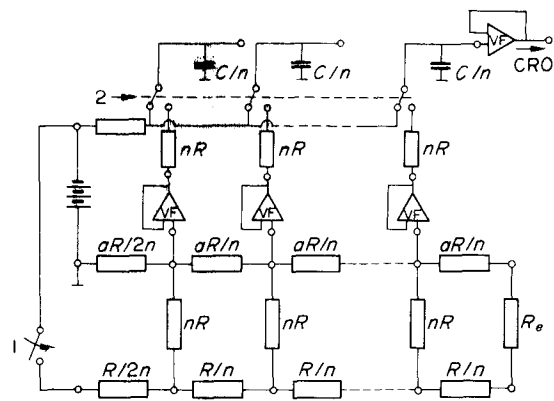 VF
CRO
C/n C/n C/n
2
nR nR nR
VF VF VF
aR/2n aR/n aR/n aR/n
nR nR nR Re
1
R/2n R/n R/n R/n